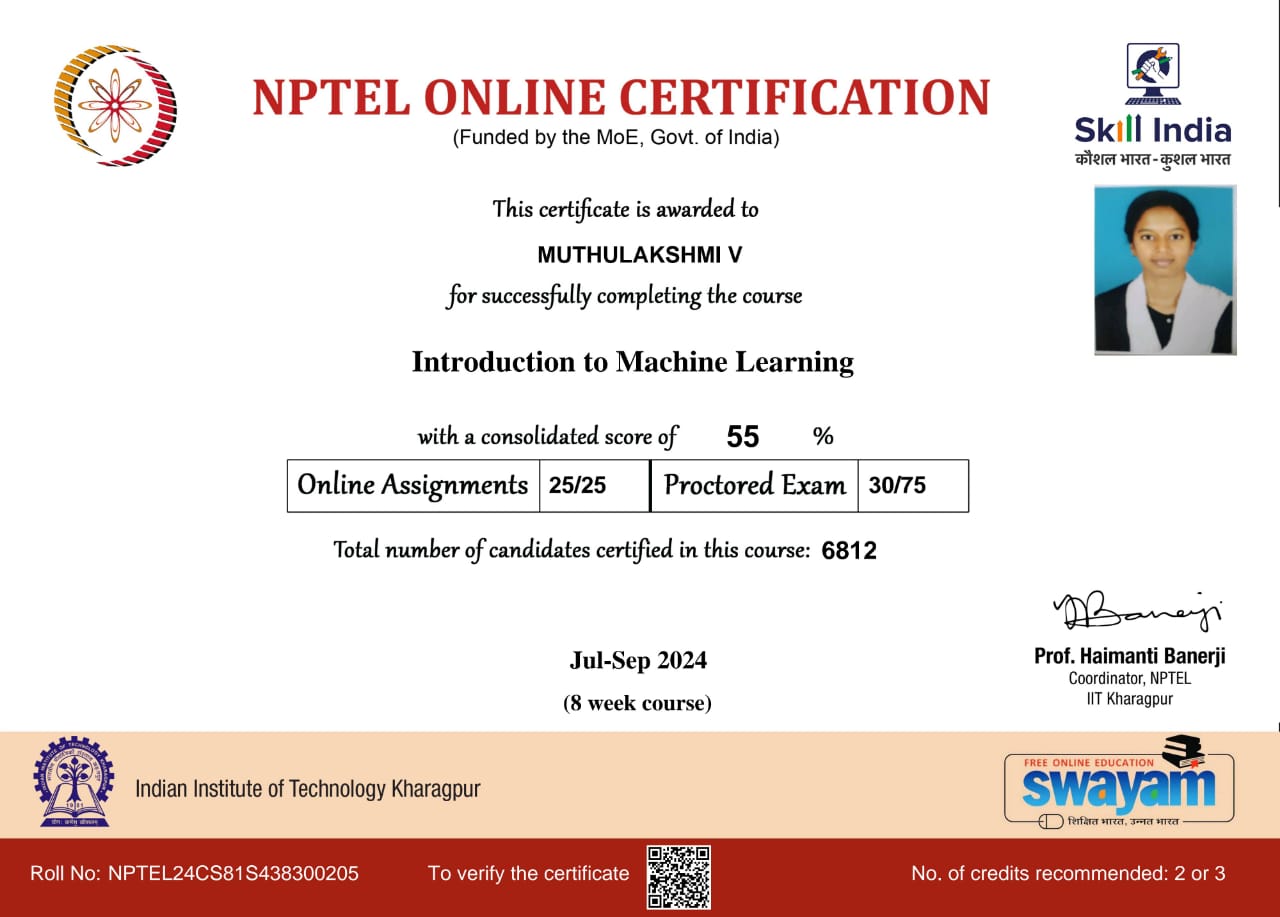 NPTEL ONLINE CERTIFICATION
(Funded by the MoE, Govt. of India)
Skill India
कौशल भारत - कुशल भारत
This certificate is awarded to
MUTHULAKSHMI V
for successfully completing the course
Introduction to Machine Learning
with a consolidated score of 55 %
Online Assignments 25/25 Proctored Exam 30/75
Total number of candidates certified in this course: 6812
Jul-Sep 2024
(8 week course)
Prof. Haimanti Banerji
Coordinator, NPTEL
IIT Kharagpur
Indian Institute of Technology Kharagpur
FREE ONLINE EDUCATION
swayam
शिक्षित भारत, उन्नत भारत
Roll No: NPTEL24CS81S438300205
To verify the certificate
No. of credits recommended: 2 or 3